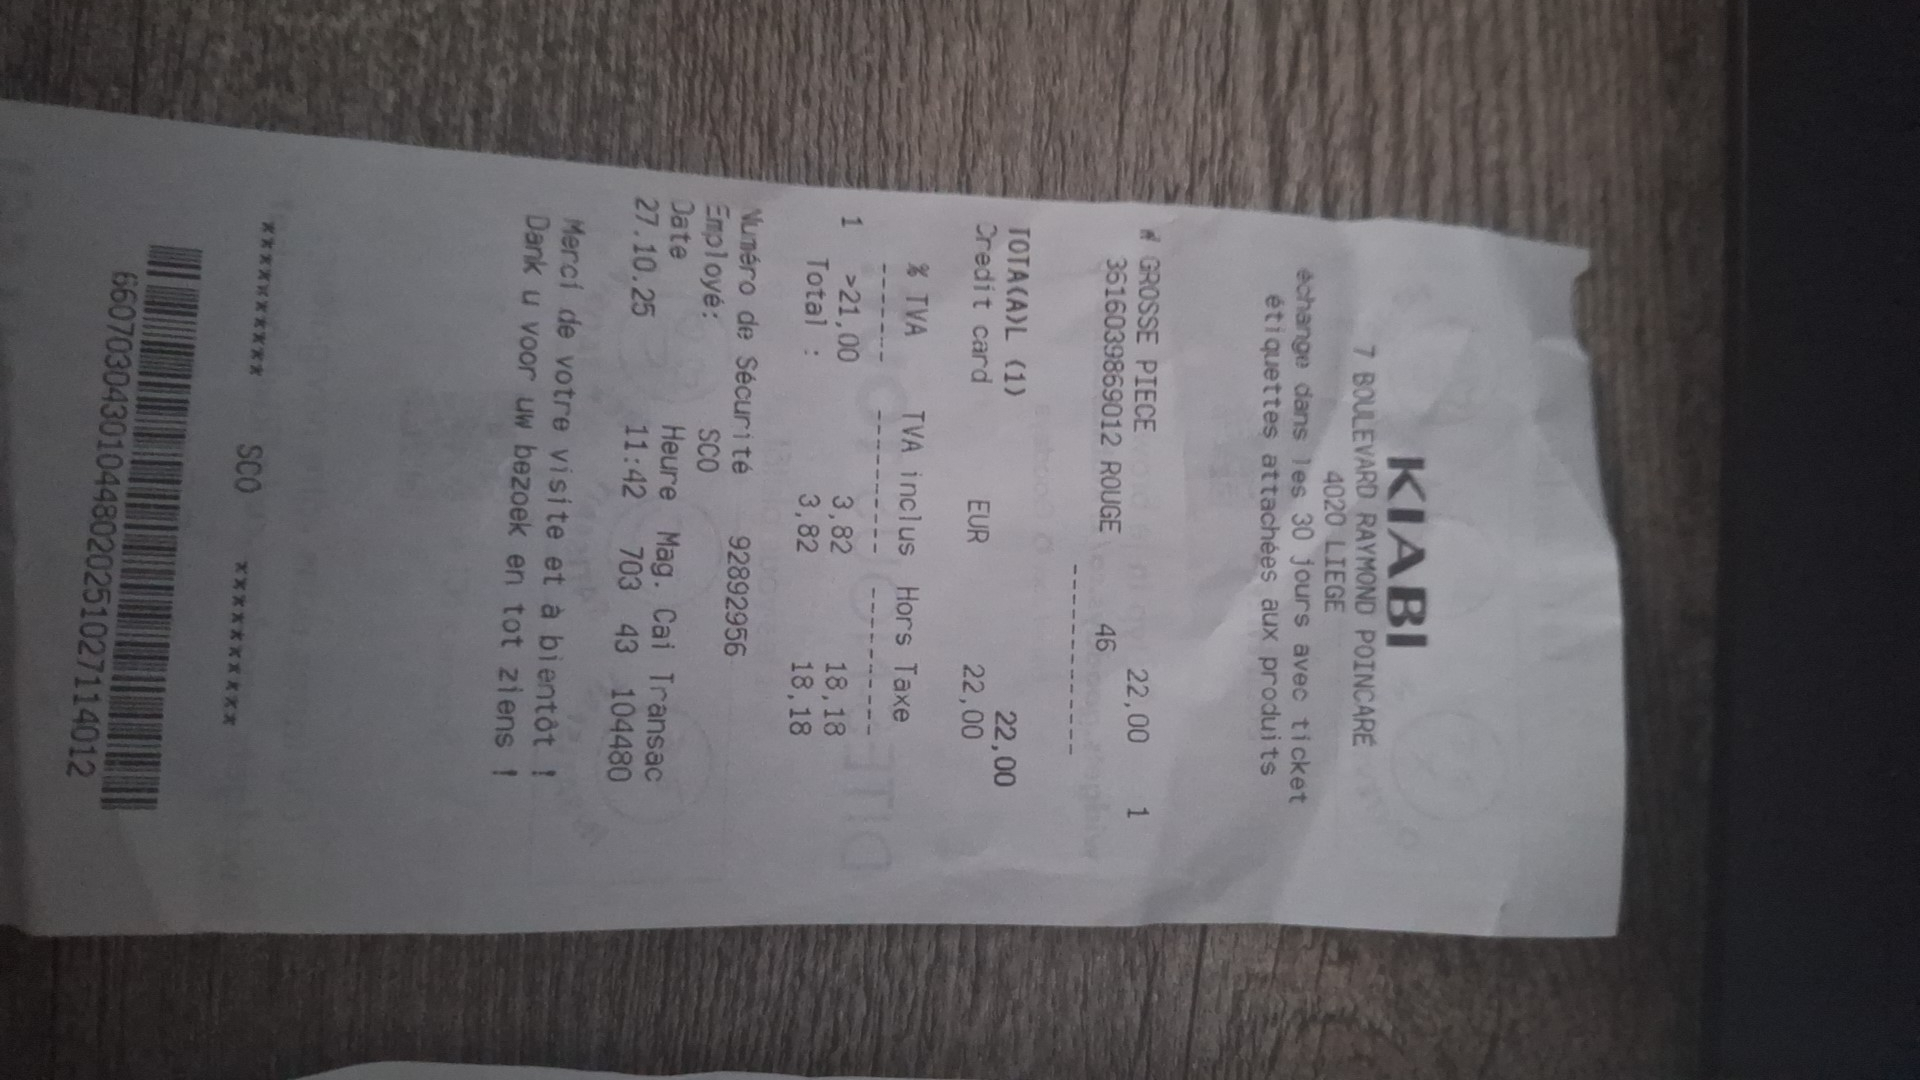 KIABI
7 BOULEVARD RAYMOND POINCARÉ
4020 LIEGE
échange dans les 30 jours avec ticket
étiquettes attachées aux produits
GROSSE PIECE 22,00 1
3616039869012 ROUGE 46
------------
TOTA(A)L (1) 22,00
Credit card EUR 22,00
% TVA TVA inclus Hors Taxe
------- ---------- ----------
1 >21,00 3,82 18,18
Total : 3,82 18,18
Numéro de Sécurité 92892956
Employé: SCO
Date Heure Mag. Cai Transac
27.10.25 11:42 703 43 104480
Merci de votre visite et à bientôt !
Dank u voor uw bezoek en tot ziens !
********** SCO **********
660703043010448020251027114012